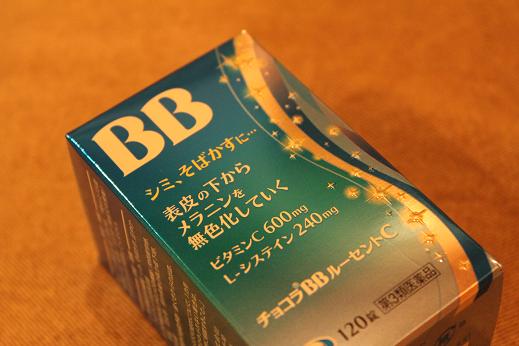 BB
シミ、そばかすに…
表皮の下から
メラニンを
無色化していく
ビタミンC 600mg
L-システイン 240mg
チョコラBBルーセントC
120錠 第3類医薬品